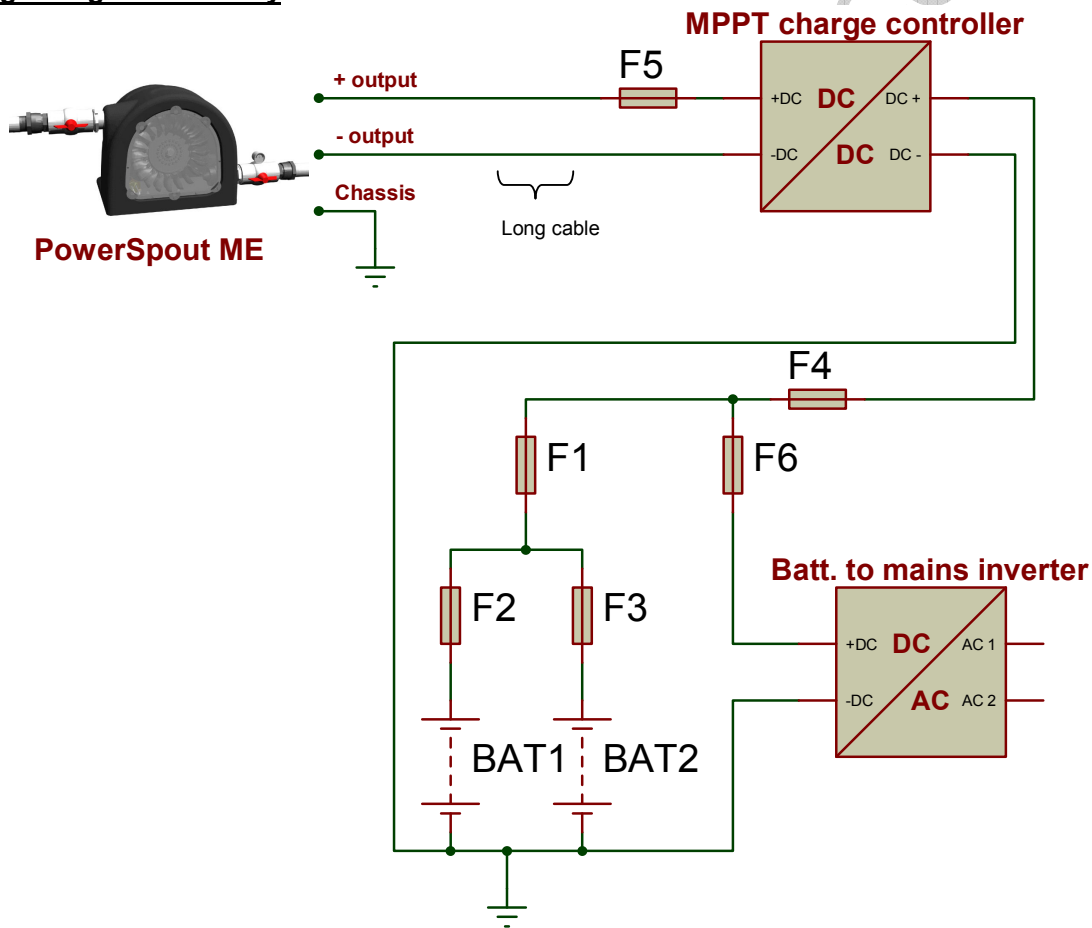 MPPT charge controller
F5
+ output
- output
Chassis
+DC
DC
DC +
-DC
DC
DC -
Long cable
PowerSpout ME
F4
F1
F6
F2
F3
BAT1
BAT2
Batt. to mains inverter
+DC
DC
AC 1
-DC
AC
AC 2